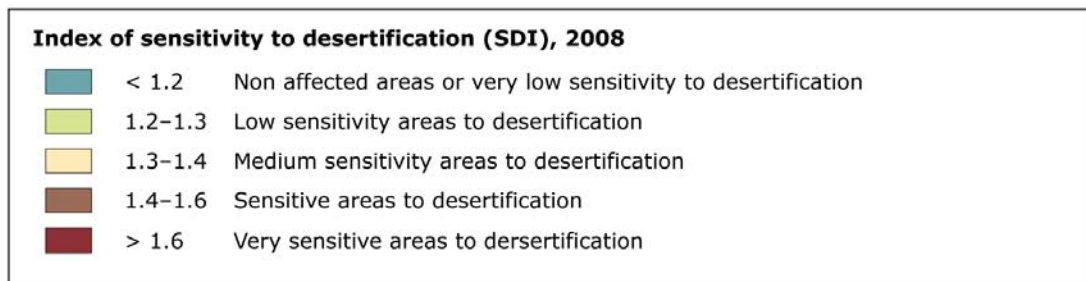 Index of sensitivity to desertification (SDI), 2008
< 1.2 Non affected areas or very low sensitivity to desertification
1.2–1.3 Low sensitivity areas to desertification
1.3–1.4 Medium sensitivity areas to desertification
1.4–1.6 Sensitive areas to desertification
> 1.6 Very sensitive areas to dersertification